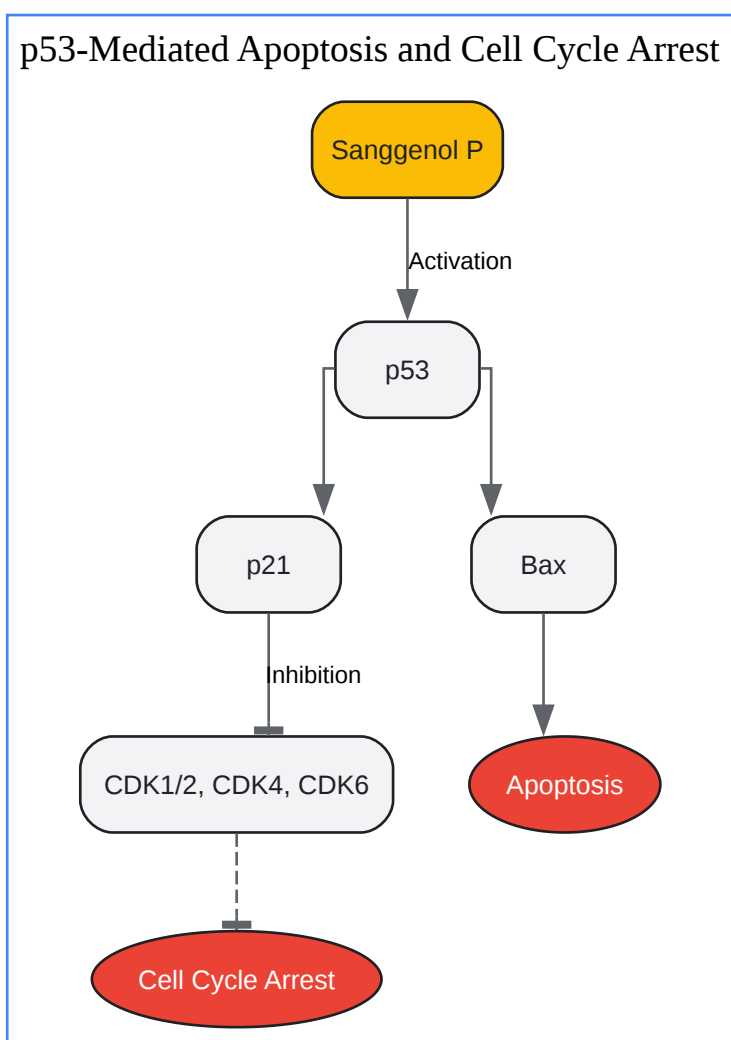 p53-Mediated Apoptosis and Cell Cycle Arrest
Sanggenol P
Activation
p53
p21
Bax
Inhibition
CDK1/2, CDK4, CDK6
Apoptosis
Cell Cycle Arrest